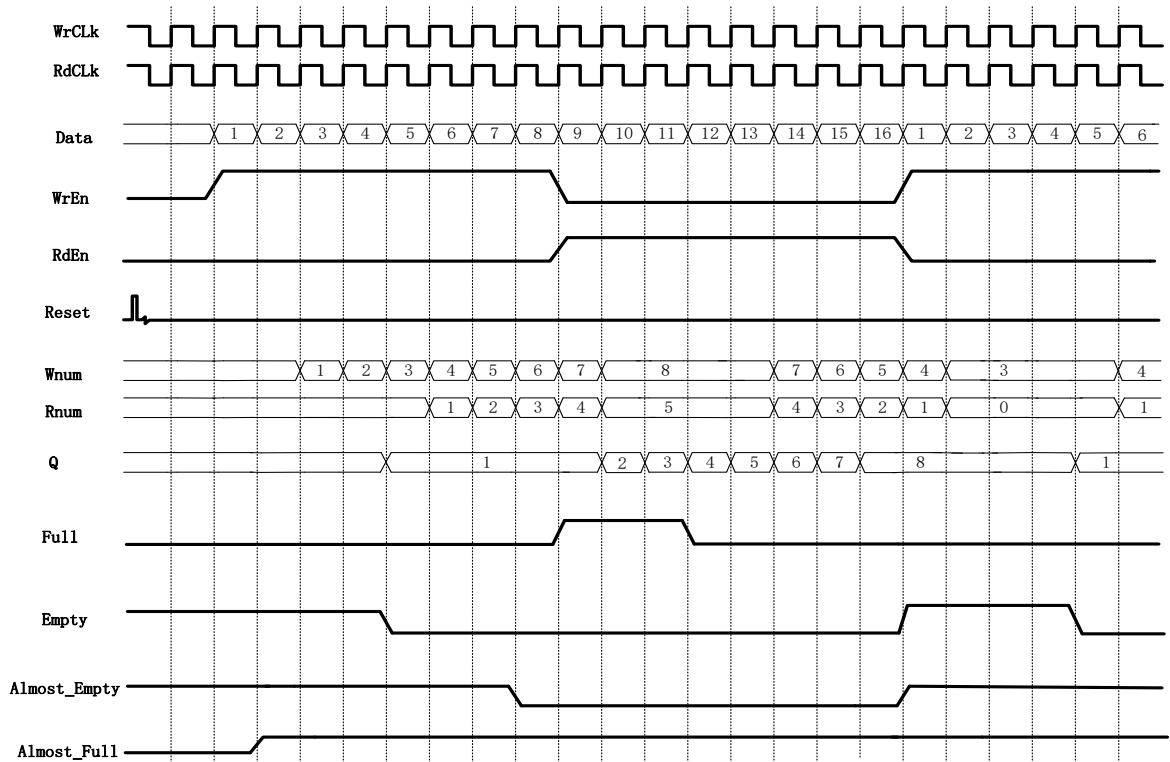 WrCLk
RdCLk
Data 1 2 3 4 5 6 7 8 9 10 11 12 13 14 15 16 1 2 3 4 5 6
WrEn
RdEn
Reset
Wnum 1 2 3 4 5 6 7 8 7 6 5 4 3 4
Rnum 1 2 3 4 5 4 3 2 1 0 1
Q 1 2 3 4 5 6 7 8 1
Full
Empty
Almost_Empty
Almost_Full